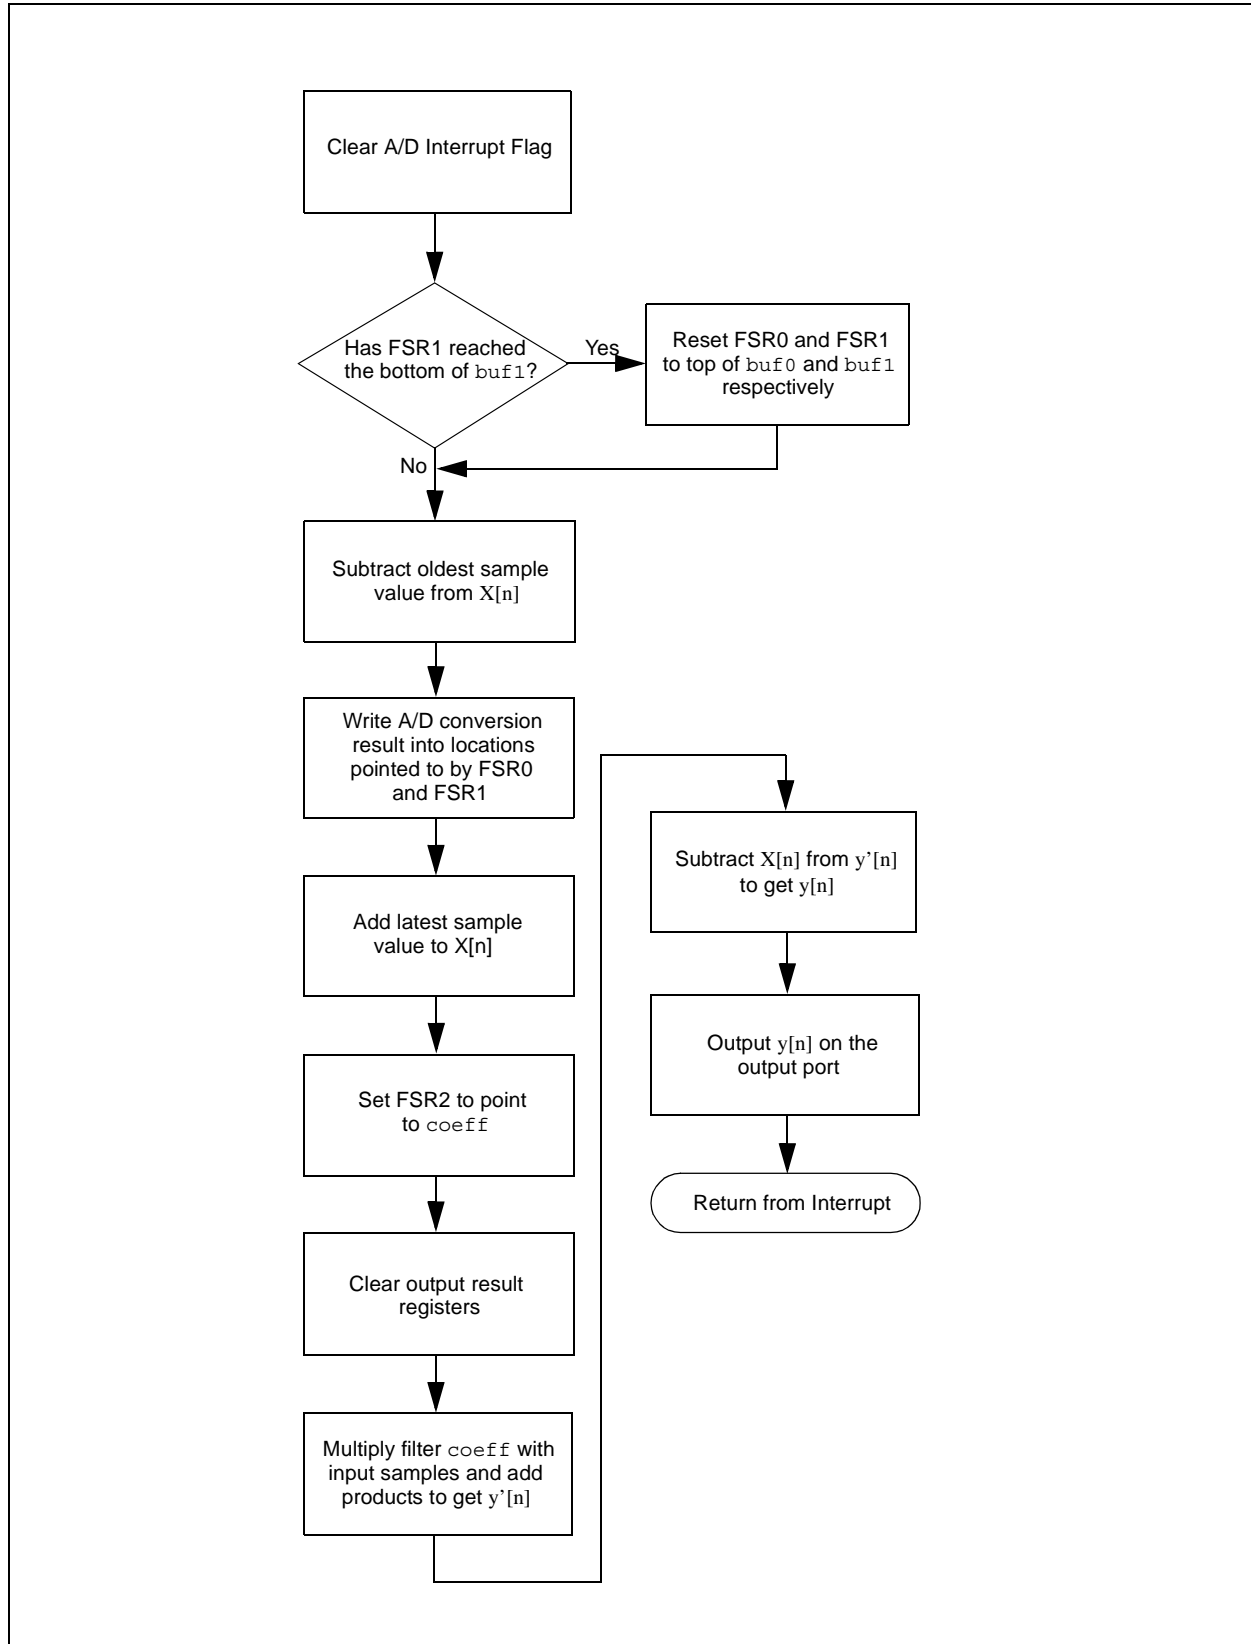 Clear A/D Interrupt Flag
Has FSR1 reached
the bottom of buf1?
Yes
Reset FSR0 and FSR1
to top of buf0 and buf1
respectively
No
Subtract oldest sample
value from X[n]
Write A/D conversion
result into locations
pointed to by FSR0
and FSR1
Add latest sample
value to X[n]
Set FSR2 to point
to coeff
Clear output result
registers
Multiply filter coeff with
input samples and add
products to get y’[n]
Subtract X[n] from y’[n]
to get y[n]
Output y[n] on the
output port
Return from Interrupt